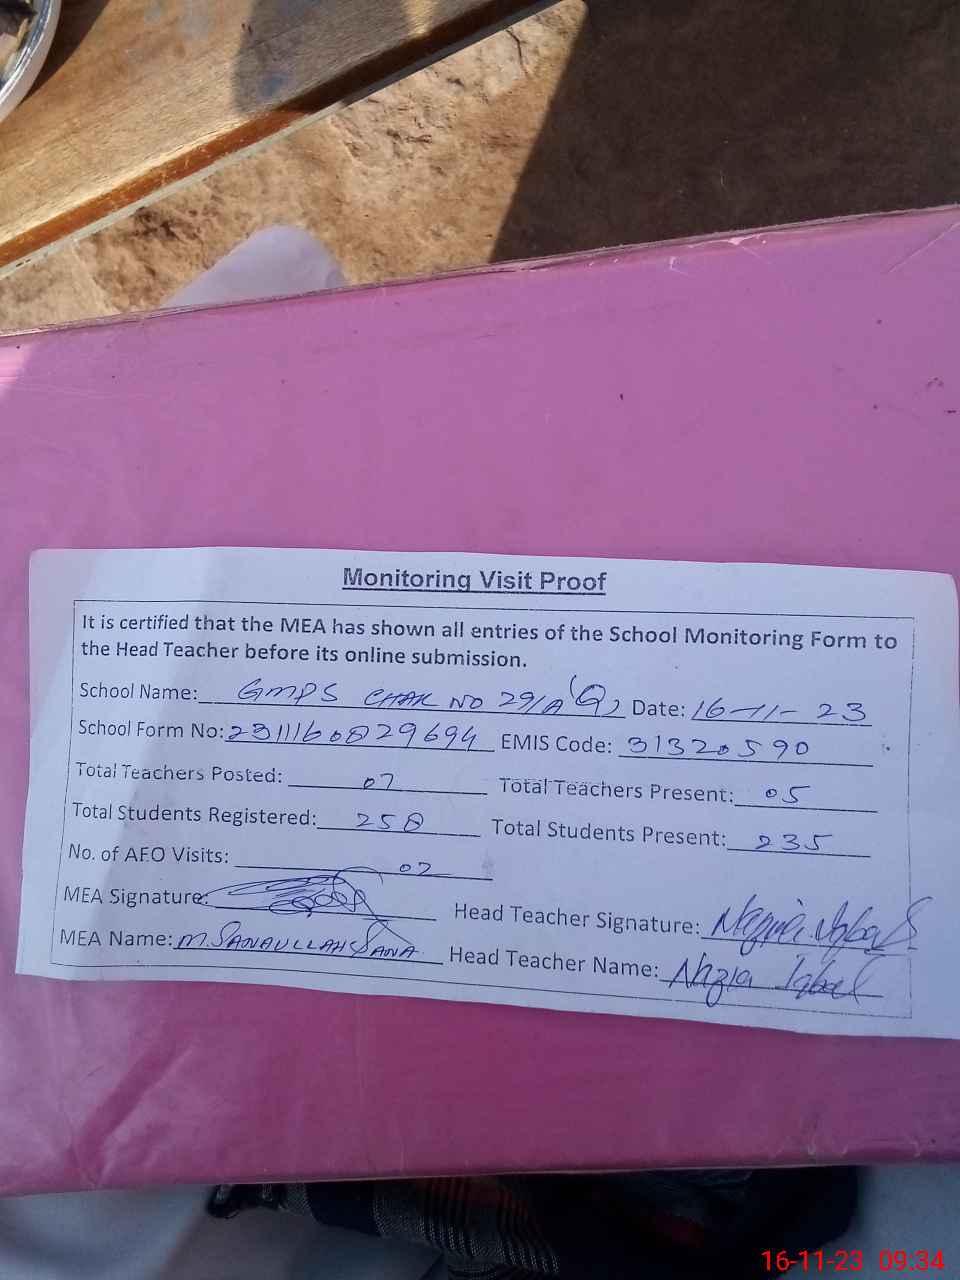 Monitoring Visit Proof
It is certified that the MEA has shown all entries of the School Monitoring Form to
the Head Teacher before its online submission.
School Name: GMPS CHAK NO 29/A (Q) Date: 16-11-23
School Form No: 2311160829694 EMIS Code: 31320590
Total Teachers Posted: 07 Total Teachers Present: 05
Total Students Registered: 258 Total Students Present: 235
No. of AEO Visits: 02
MEA Signature: Head Teacher Signature: Nazia Iqbal
MEA Name: M. SANAULLAH SANA Head Teacher Name: Nazia Iqbal
16-11-23 09:34